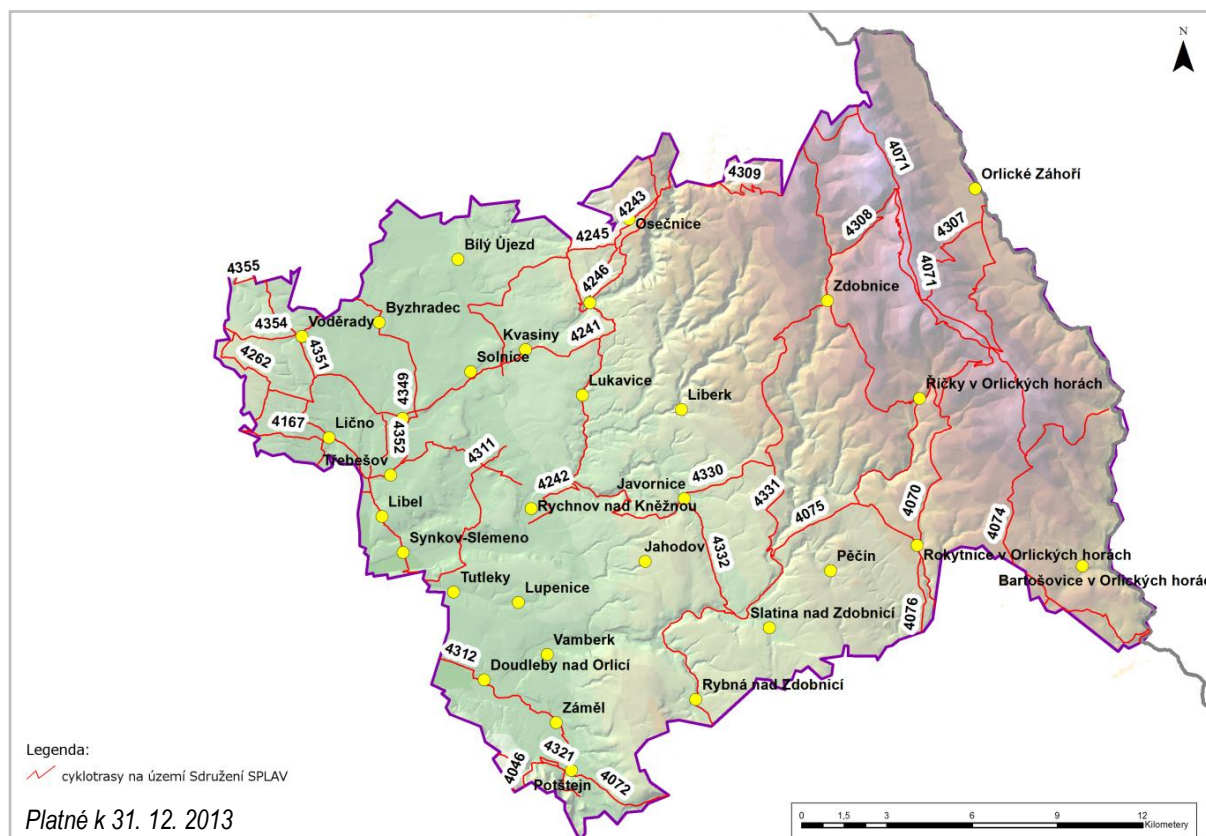 N
4071
4309
Orlické Záhoří
4243
4308
4307
Osečnice
4245
Bílý Újezd
4071
4355
4246
Zdobnice
Byzhradec
4354
Voděrady
4241
Kvasiny
4351
4262
Solnice
Lukavice
Říčky v Orlických horách
4349
Liberk
4167
Lično
4352
4311
Třebešov
4330
4242
Javornice
4331
4070
4075
Libel
Rychnov nad Kněžnou
4074
Synkov-Slemeno
4332
Jahodov
Rokytnice v Orlických horách
Pěčín
Bartošovice v Orlických horác
Tutleky
Lupenice
4076
Slatina nad Zdobnicí
4312
Vamberk
Doudleby nad Orlicí
Rybná nad Zdobnicí
Záměl
4321
4046
4072
Potštejn
Legenda:
cyklotrasy na území Sdružení SPLAV
Platné k 31. 12. 2013
0 1,5 3 6 9 12
Kilometery